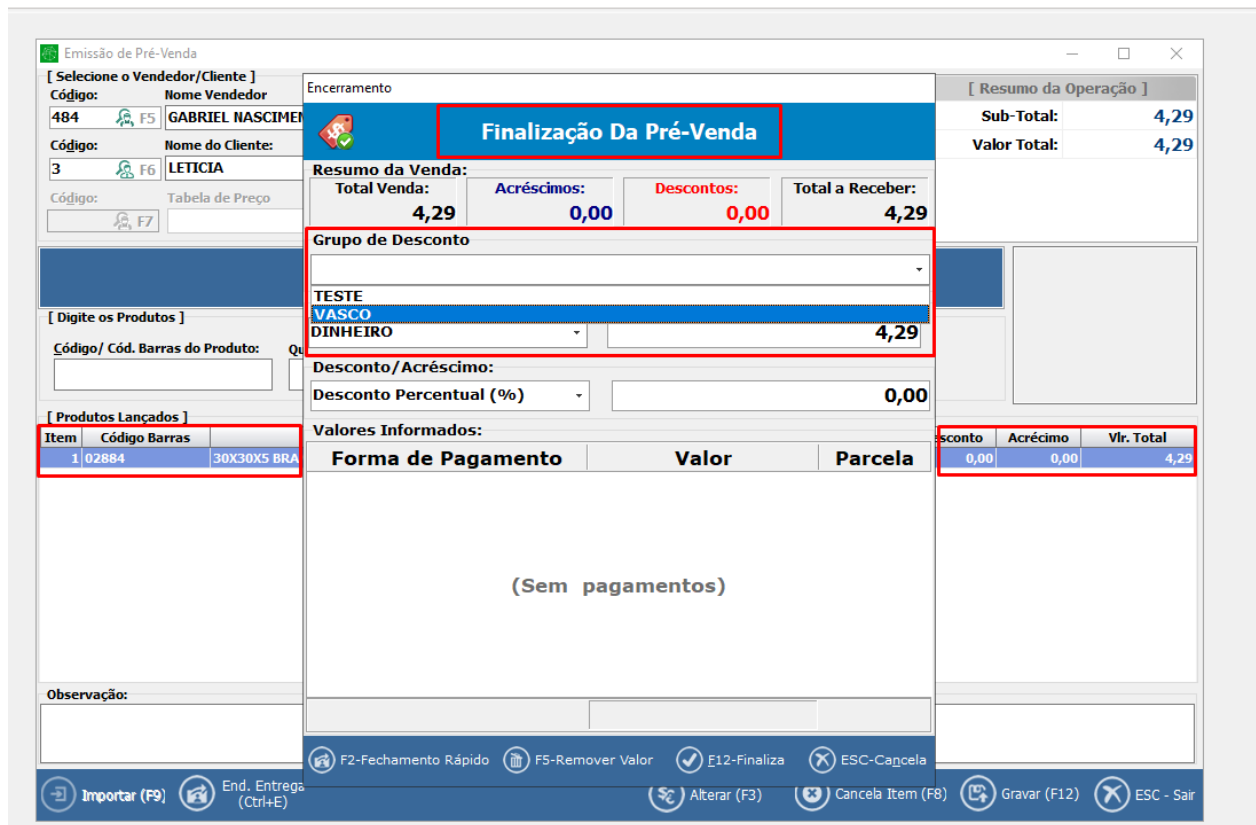 Emissão de Pré-Venda
[ Selecione o Vendedor/Cliente ]
Código: Nome Vendedor
484 F5 GABRIEL NASCIMEN
Código: Nome do Cliente:
3 F6 LETICIA
Código: Tabela de Preço
F7
[ Digite os Produtos ]
Código/ Cód. Barras do Produto: Qu
[ Produtos Lançados ]
Item Código Barras
1 02884 30X30X5 BRA
Encerramento
Finalização Da Pré-Venda
Resumo da Venda:
Total Venda: Acréscimos: Descontos: Total a Receber:
4,29 0,00 0,00 4,29
Grupo de Desconto
TESTE
VASCO
DINHEIRO 4,29
Desconto/Acréscimo:
Desconto Percentual (%) 0,00
Valores Informados:
Forma de Pagamento Valor Parcela
(Sem pagamentos)
F2-Fechamento Rápido F5-Remover Valor F12-Finaliza ESC-Cancela
[ Resumo da Operação ]
Sub-Total: 4,29
Valor Total: 4,29
sconto Acrécimo Vlr. Total
0,00 0,00 4,29
Observação:
Importar (F9) End. Entrega (Ctrl+E) Alterar (F3) Cancela Item (F8) Gravar (F12) ESC - Sair